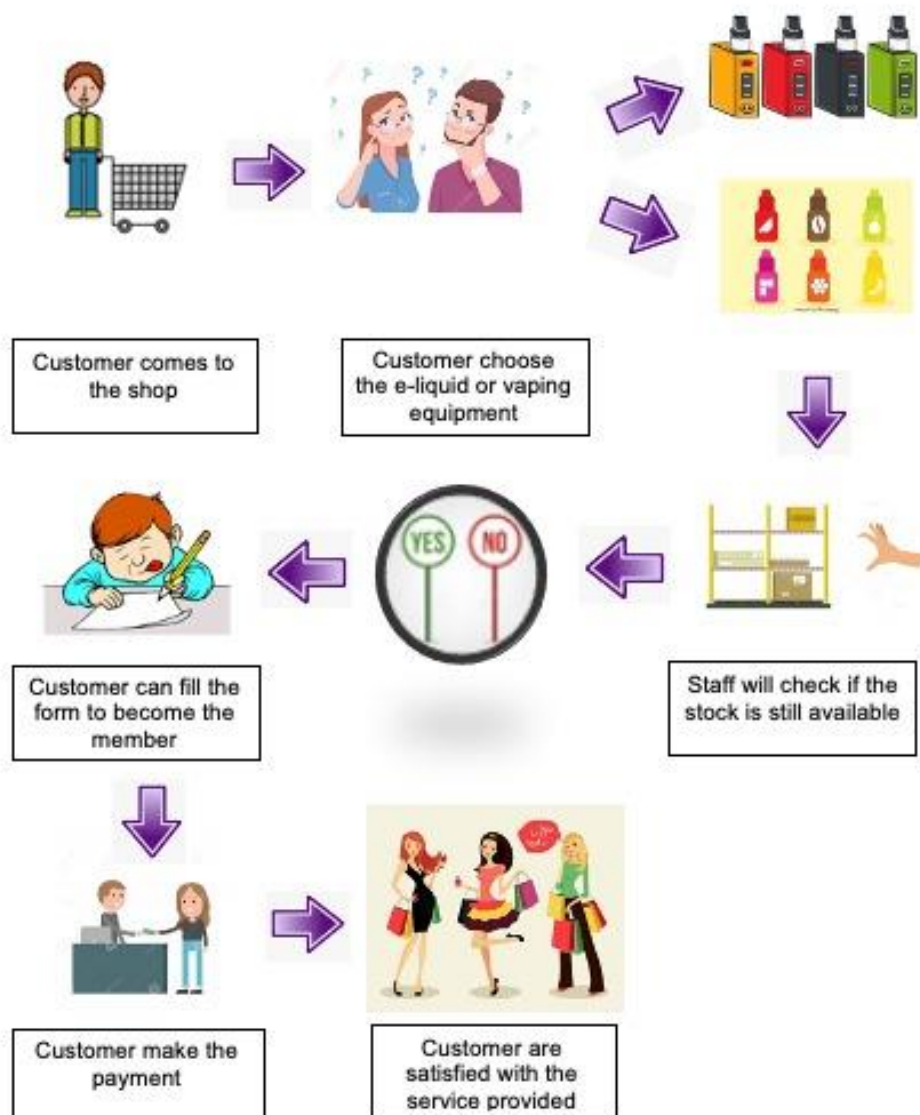 Customer comes to
the shop
Customer choose
the e-liquid or vaping
equipment
YES
NO
Customer can fill the
form to become the
member
Staff will check if the
stock is still available
Customer make the
payment
Customer are
satisfied with the
service provided